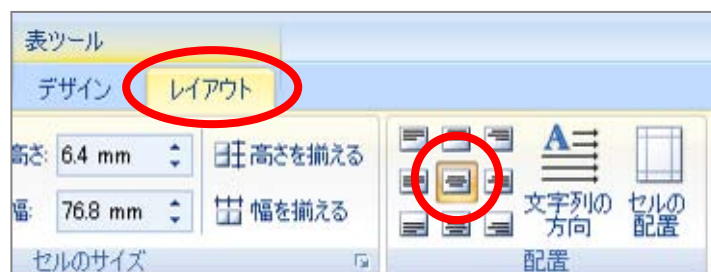 表ツール
デザイン レイアウト
高さ: 6.4 mm 高さを揃える
幅: 76.8 mm 幅を揃える
文字列の方向 セルの配置
セルのサイズ 配置